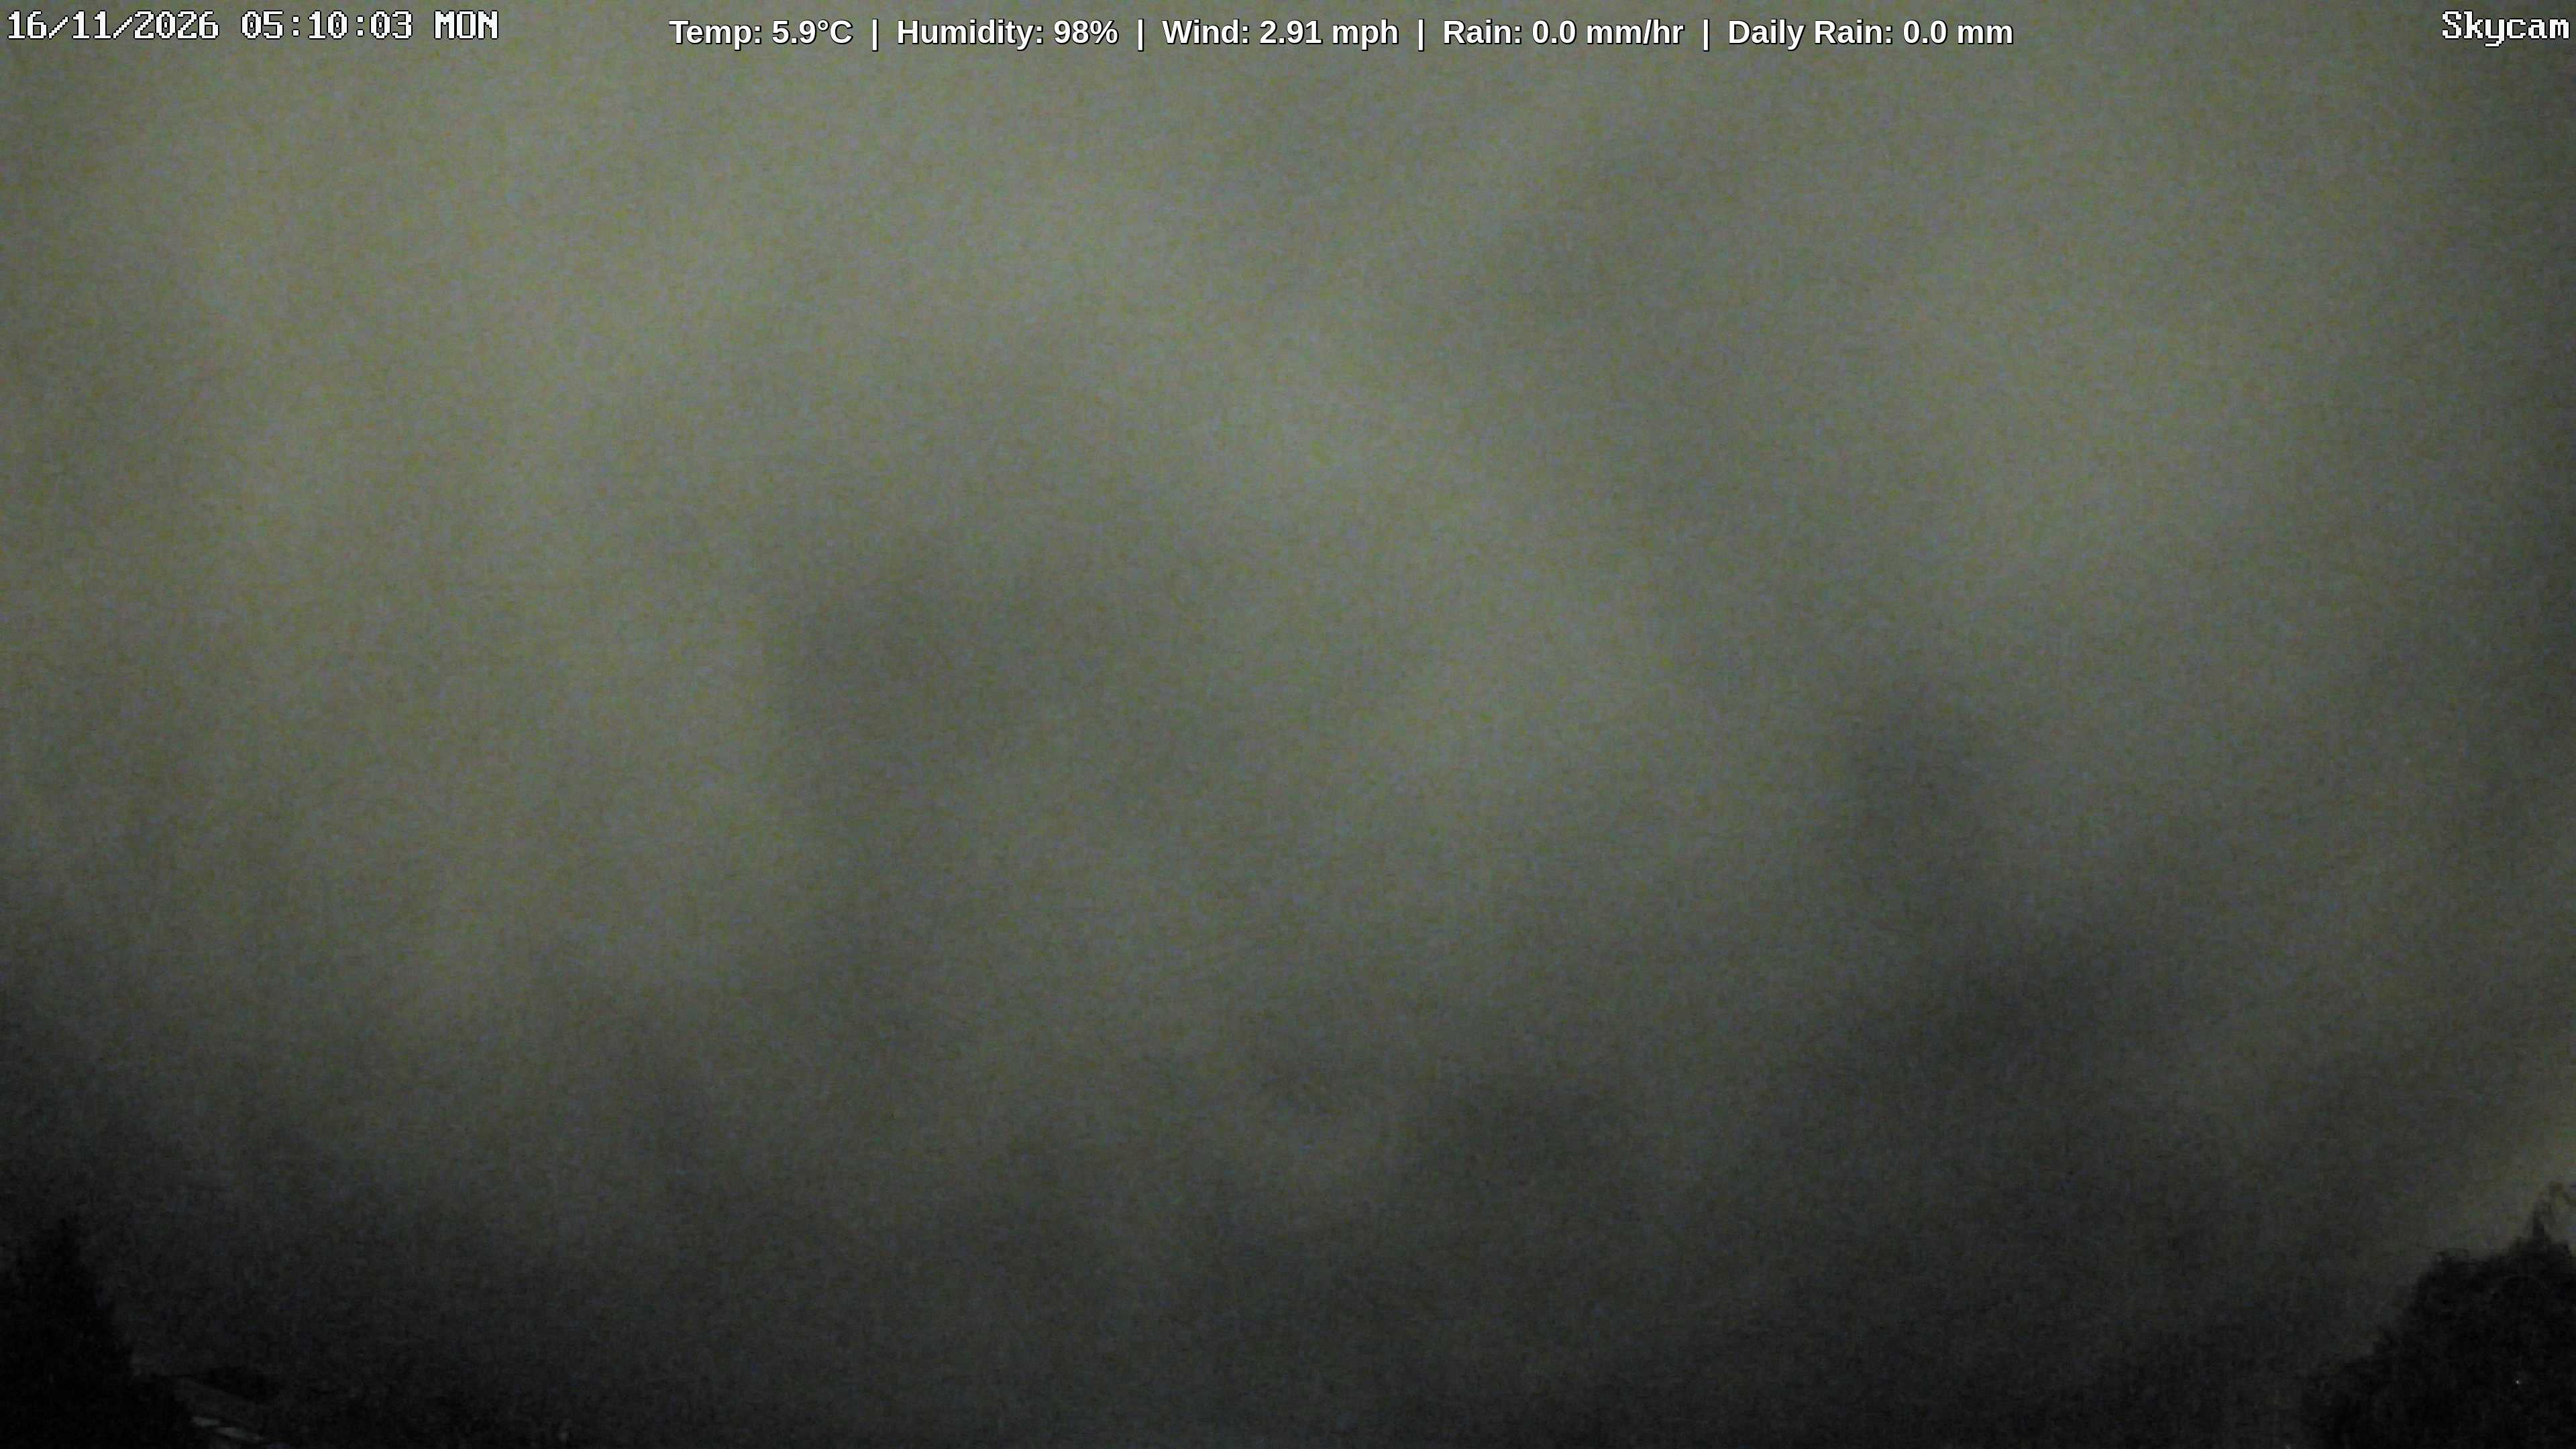 16/11/2026 05:10:03 MON
Temp: 5.9°C | Humidity: 98% | Wind: 2.91 mph | Rain: 0.0 mm/hr | Daily Rain: 0.0 mm
Skycam